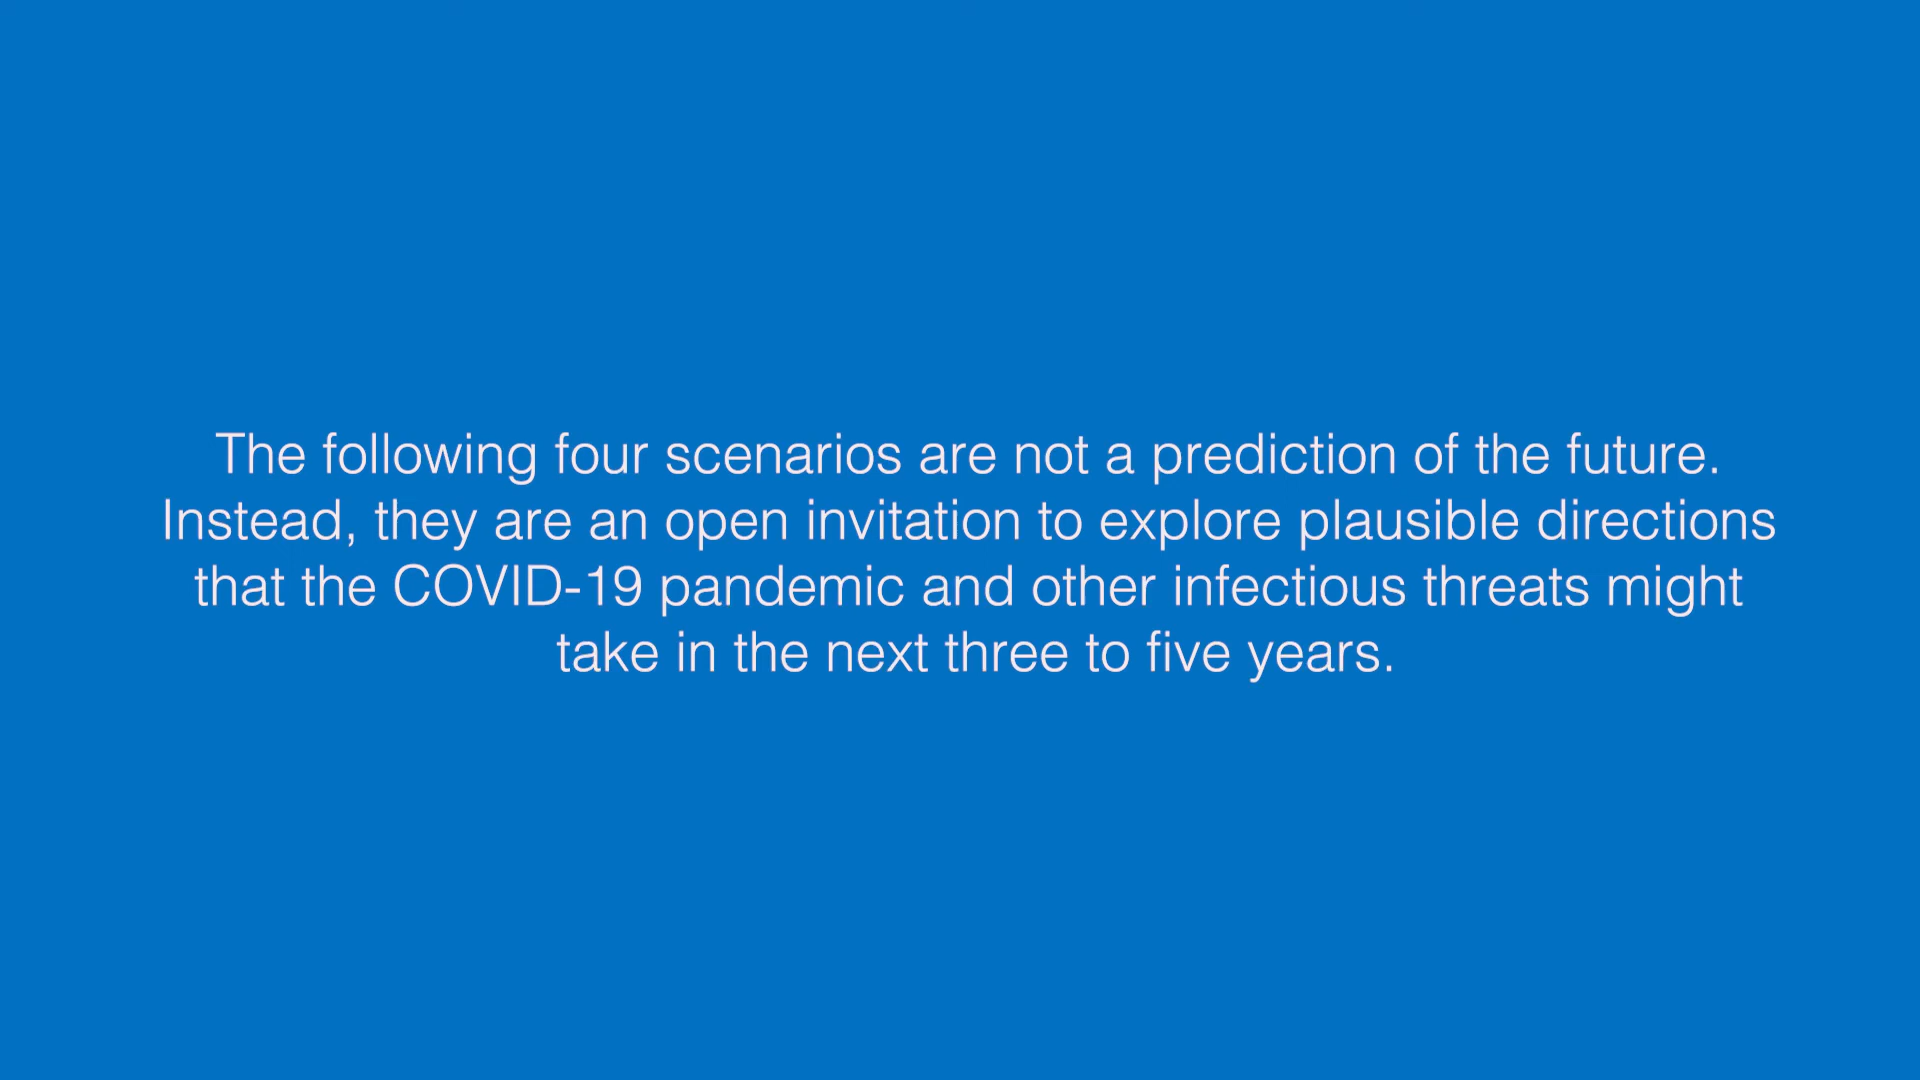 The following four scenarios are not a prediction of the future.
Instead, they are an open invitation to explore plausible directions
that the COVID-19 pandemic and other infectious threats might
take in the next three to five years.